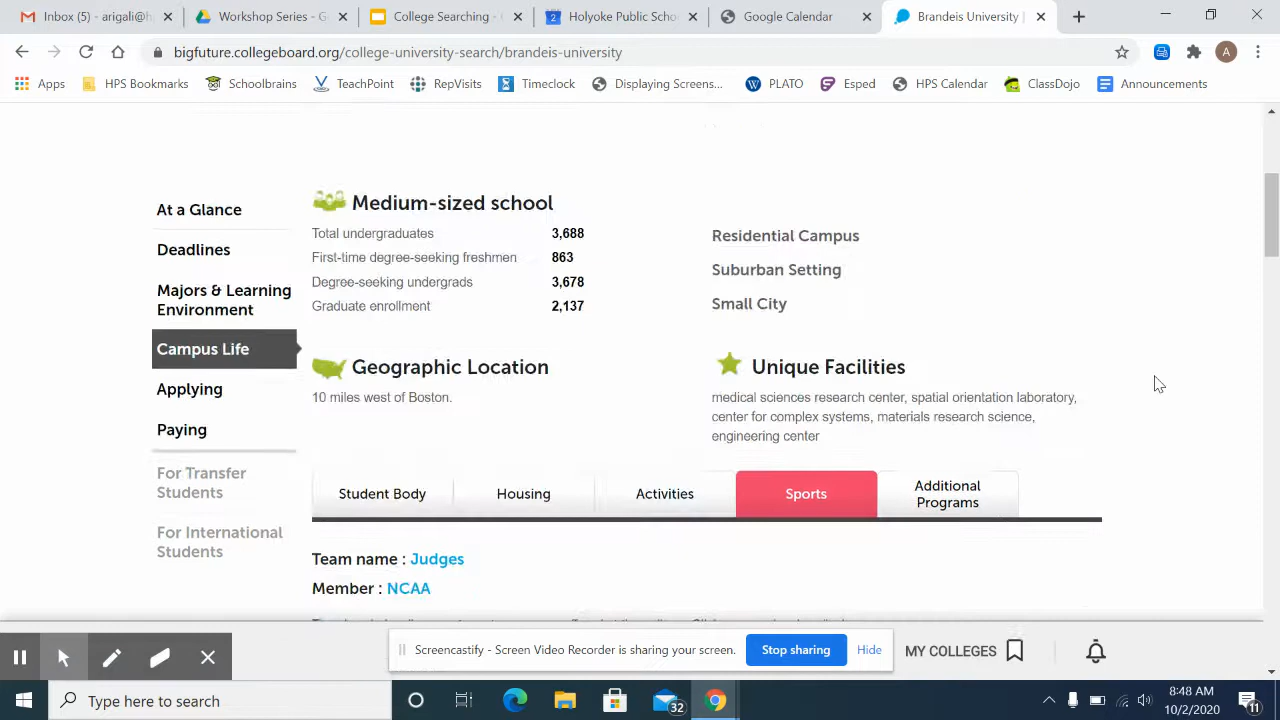 Inbox (5) - arigali@h
Workshop Series - G
College Searching -
Holyoke Public Scho
Google Calendar
Brandeis University |
bigfuture.collegeboard.org/college-university-search/brandeis-university
A
Apps
HPS Bookmarks
Schoolbrains
TeachPoint
RepVisits
Timeclock
Displaying Screens...
PLATO
Esped
HPS Calendar
ClassDojo
Announcements
At a Glance
Deadlines
Majors & Learning
Environment
Campus Life
Applying
Paying
For Transfer
Students
For International
Students
Medium-sized school
Total undergraduates 3,688
First-time degree-seeking freshmen 863
Degree-seeking undergrads 3,678
Graduate enrollment 2,137
Residential Campus
Suburban Setting
Small City
Geographic Location
10 miles west of Boston.
Unique Facilities
medical sciences research center, spatial orientation laboratory,
center for complex systems, materials research science,
engineering center
Student Body
Housing
Activities
Sports
Additional
Programs
Team name : Judges
Member : NCAA
Screencastify - Screen Video Recorder is sharing your screen.
Stop sharing
Hide
MY COLLEGES
Type here to search
32
8:48 AM
10/2/2020
11